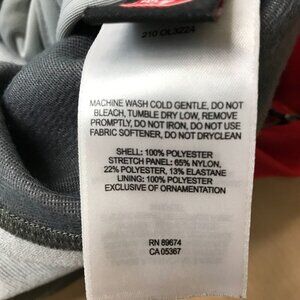 210 OL3224
MACHINE WASH COLD GENTLE, DO NOT
BLEACH, TUMBLE DRY LOW, REMOVE
PROMPTLY, DO NOT IRON, DO NOT USE
FABRIC SOFTENER, DO NOT DRYCLEAN
SHELL: 100% POLYESTER
STRETCH PANEL: 65% NYLON,
22% POLYESTER, 13% ELASTANE
LINING: 100% POLYESTER
EXCLUSIVE OF ORNAMENTATION
RN 89674
CA 05367